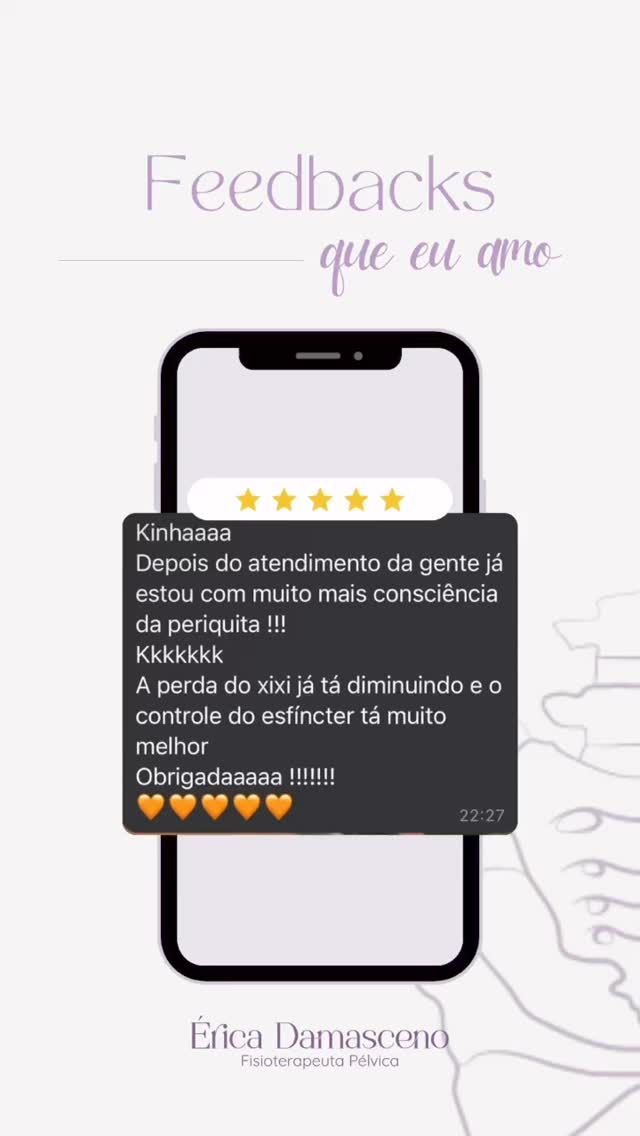 Feedbacks
que eu amo
Kinhaaaa
Depois do atendimento da gente já
estou com muito mais consciência
da periquita !!!
Kkkkkkk
A perda do xixi já tá diminuindo e o
controle do esfíncter tá muito
melhor
Obrigadaaaaa !!!!!!!
🧡🧡🧡🧡🧡
22:27
Érica Damasceno
Fisioterapeuta Pélvica